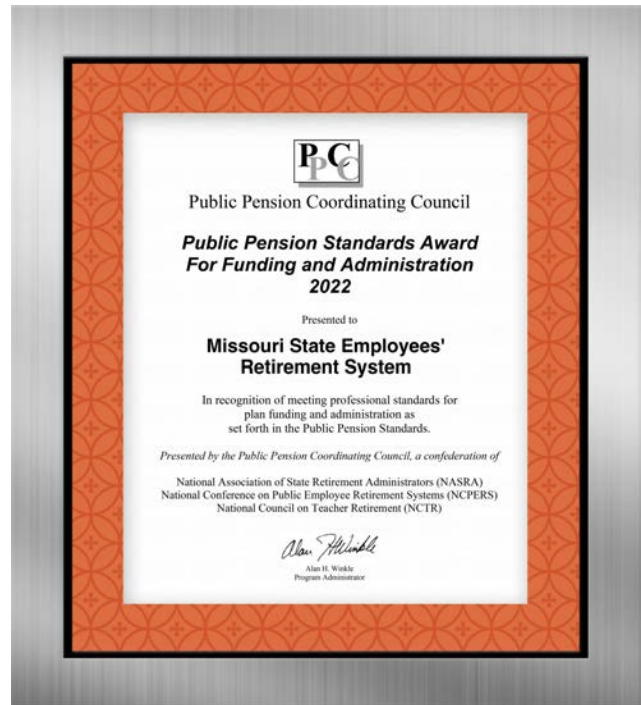 PPCC
Public Pension Coordinating Council
Public Pension Standards Award
For Funding and Administration
2022
Presented to
Missouri State Employees'
Retirement System
In recognition of meeting professional standards for
plan funding and administration as
set forth in the Public Pension Standards.
Presented by the Public Pension Coordinating Council, a confederation of
National Association of State Retirement Administrators (NASRA)
National Conference on Public Employee Retirement Systems (NCPERS)
National Council on Teacher Retirement (NCTR)
Alan H Winkle
Alan H. Winkle
Program Administrator